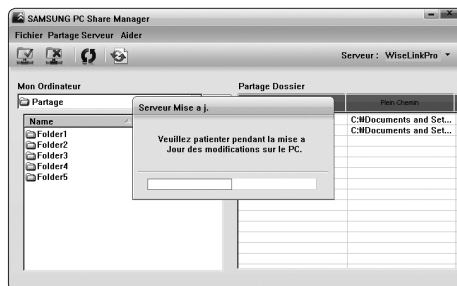 SAMSUNG PC Share Manager
Fichier Partage Serveur Aider
Serveur : WiseLinkPro
Mon Ordinateur
Partage Dossier
Partage
Plein Chemin
Name
Folder1
Folder2
Folder3
Folder4
Folder5
C:₩Documents and Set...
C:₩Documents and Set...
Serveur Mise a j.
Veuillez patienter pendant la mise a
Jour des modifications sur le PC.